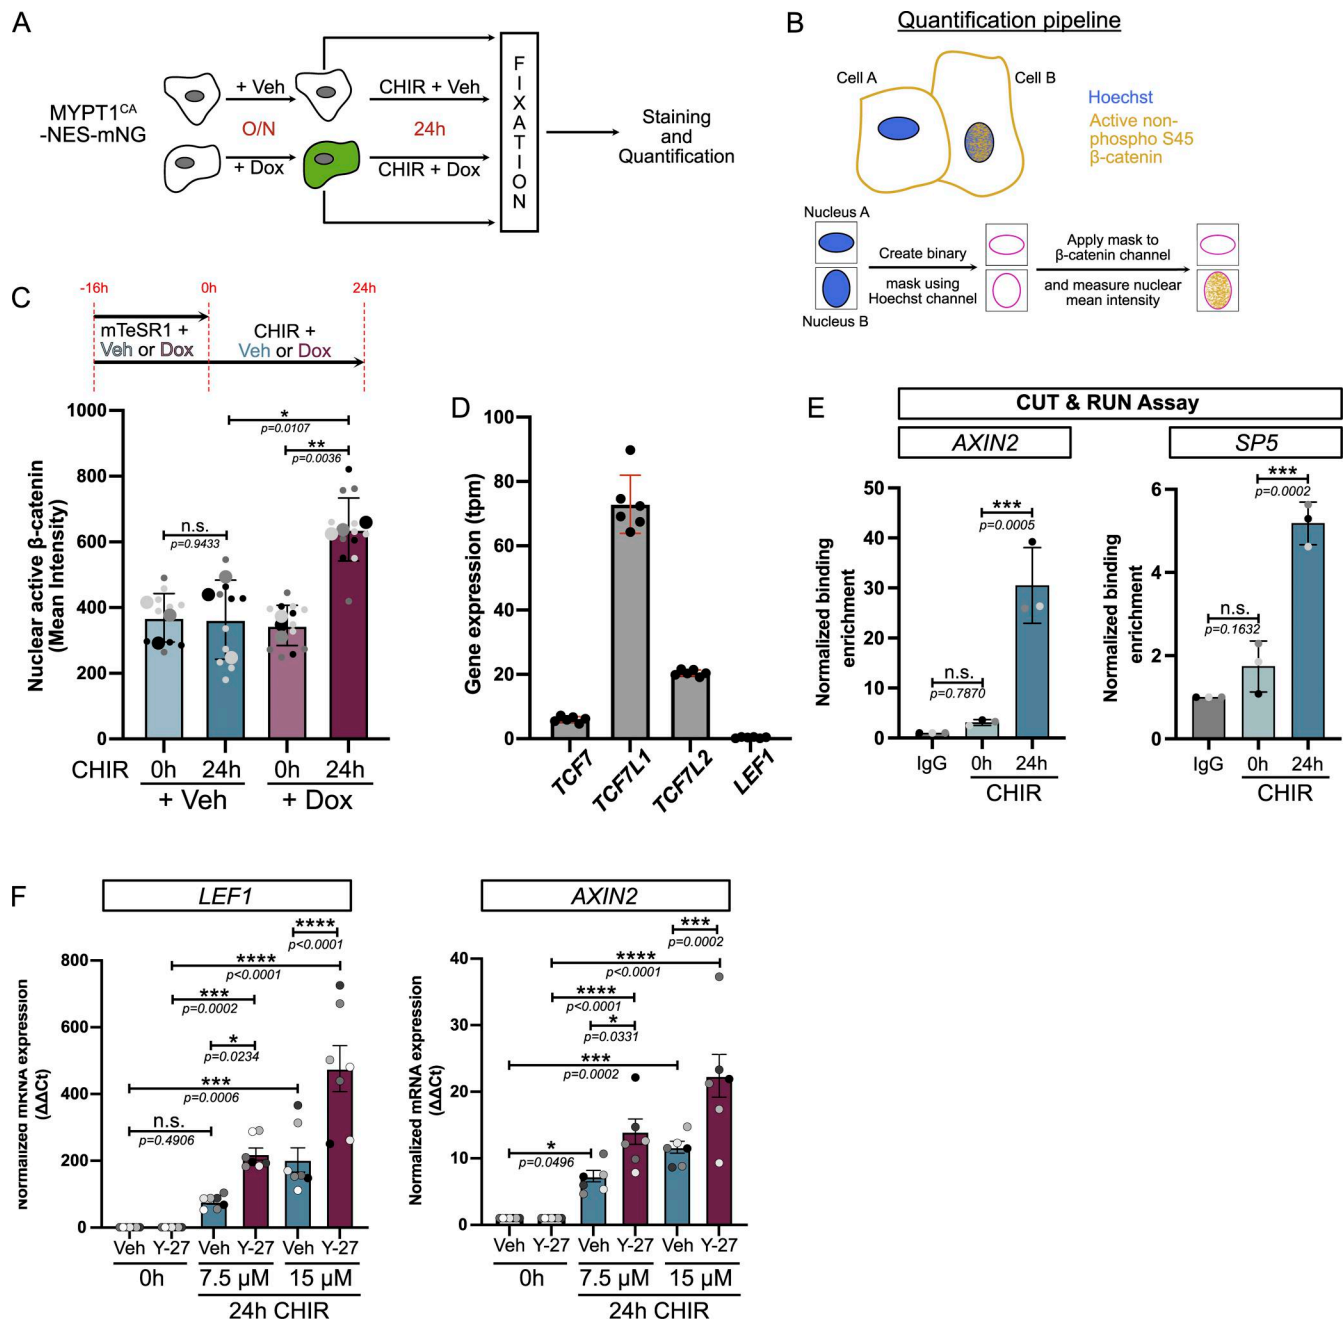 A
MYPT1CA
-NES-mNG
+ Veh
O/N
+ Dox
CHIR + Veh
24h
CHIR + Dox
FIXATION
Staining
and
Quantification
B
Quantification pipeline
Cell A
Cell B
Hoechst
Active non-
phospho S45
β-catenin
Nucleus A
Nucleus B
Create binary
mask using
Hoechst channel
Apply mask to
β-catenin channel
and measure nuclear
mean intensity
C
-16h
0h
24h
mTeSR1 +
Veh or Dox
CHIR +
Veh or Dox
Nuclear active β-catenin
(Mean Intensity)
1000
800
600
400
200
0
n.s.
p=0.9433
*
p=0.0107
**
p=0.0036
CHIR
0h
24h
0h
24h
+ Veh
+ Dox
D
Gene expression (tpm)
100
80
60
40
20
0
TCF7
TCF7L1
TCF7L2
LEF1
E
CUT & RUN Assay
AXIN2
Normalized binding
enrichment
50
40
30
20
10
0
***
p=0.0005
n.s.
p=0.7870
IgG
0h
24h
CHIR
SP5
Normalized binding
enrichment
6
4
2
0
***
p=0.0002
n.s.
p=0.1632
IgG
0h
24h
CHIR
F
LEF1
Normalized mRNA expression
(ΔΔCt)
800
600
400
200
0
****
p<0.0001
****
p<0.0001
***
p=0.0002
*
p=0.0234
***
p=0.0006
n.s.
p=0.4906
Veh Y-27 Veh Y-27 Veh Y-27
0h
7.5 µM
15 µM
24h CHIR
AXIN2
Normalized mRNA expression
(ΔΔCt)
40
30
20
10
0
***
p=0.0002
****
p<0.0001
****
p<0.0001
*
p=0.0331
***
p=0.0002
*
p=0.0496
Veh Y-27 Veh Y-27 Veh Y-27
0h
7.5 µM
15 µM
24h CHIR